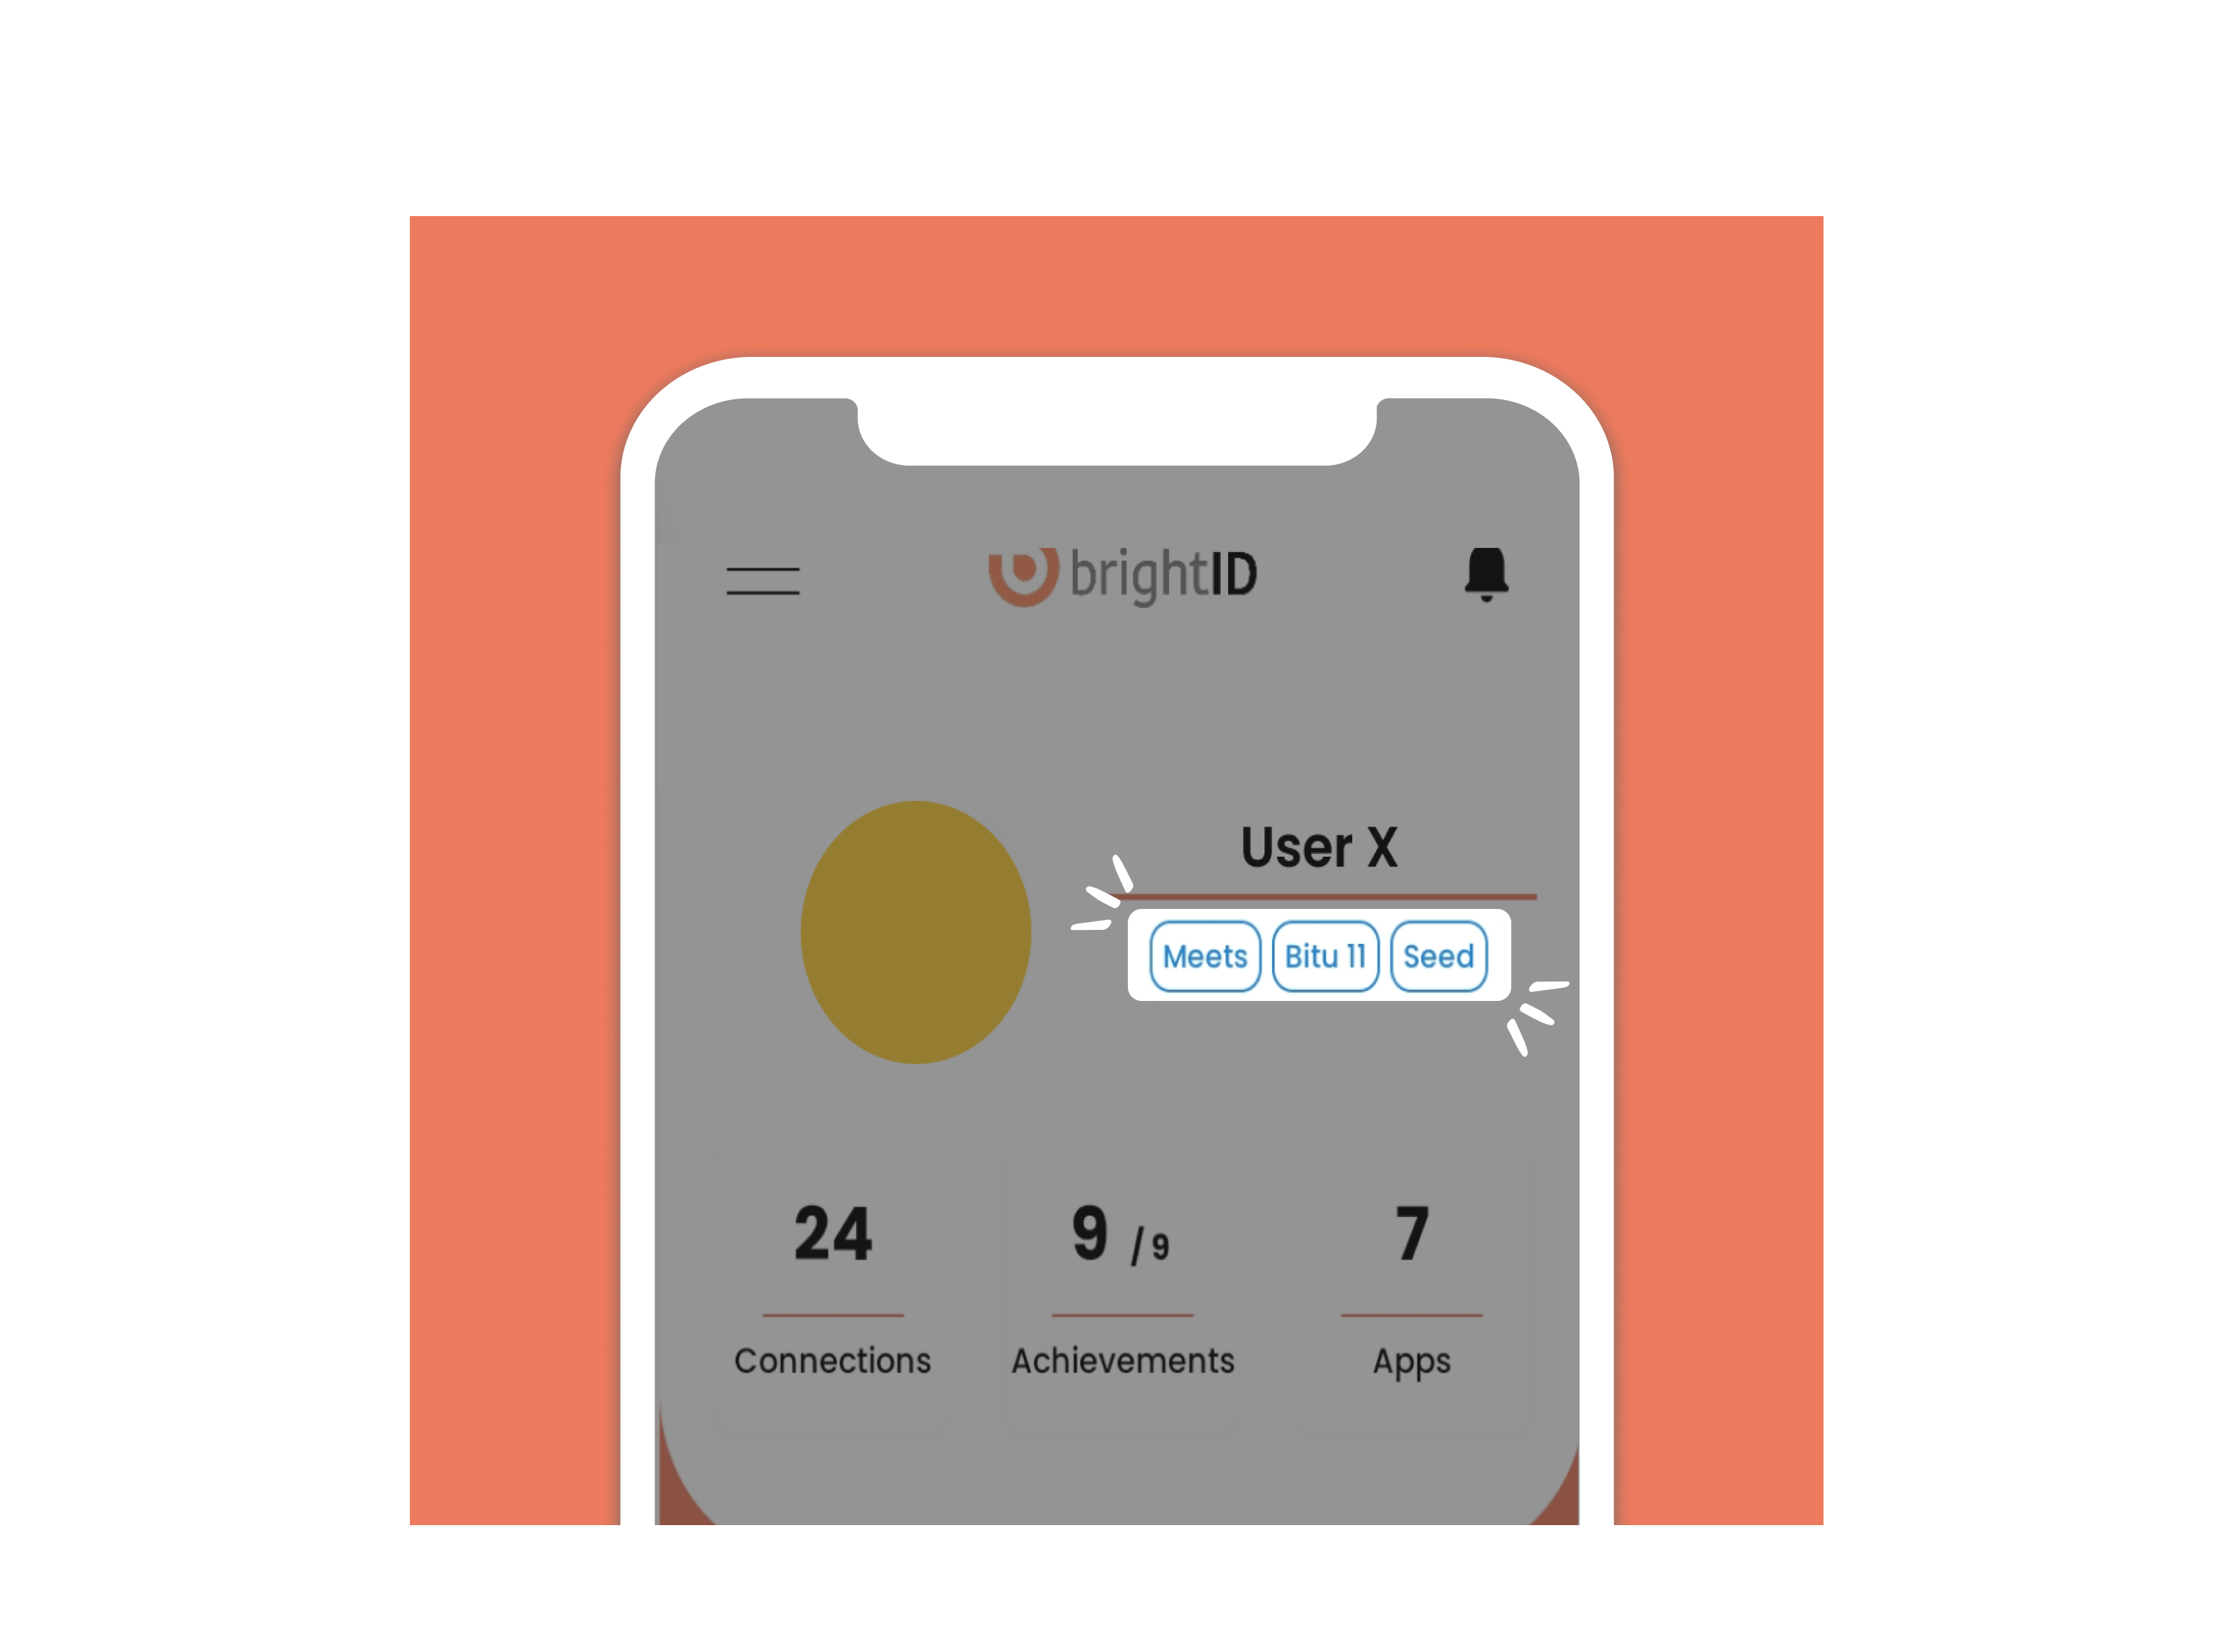 brightID
User X
Meets Bitu 11 Seed
24 9 / 9 7
Connections Achievements Apps